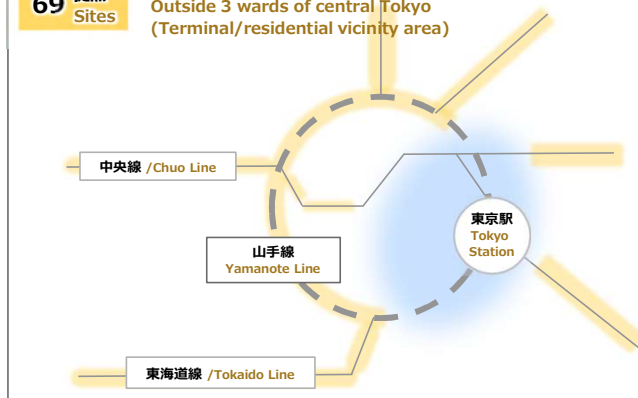 69
Sites
Outside 3 wards of central Tokyo
(Terminal/residential vicinity area)
中央線 /Chuo Line
東京駅
Tokyo
Station
山手線
Yamanote Line
東海道線 /Tokaido Line